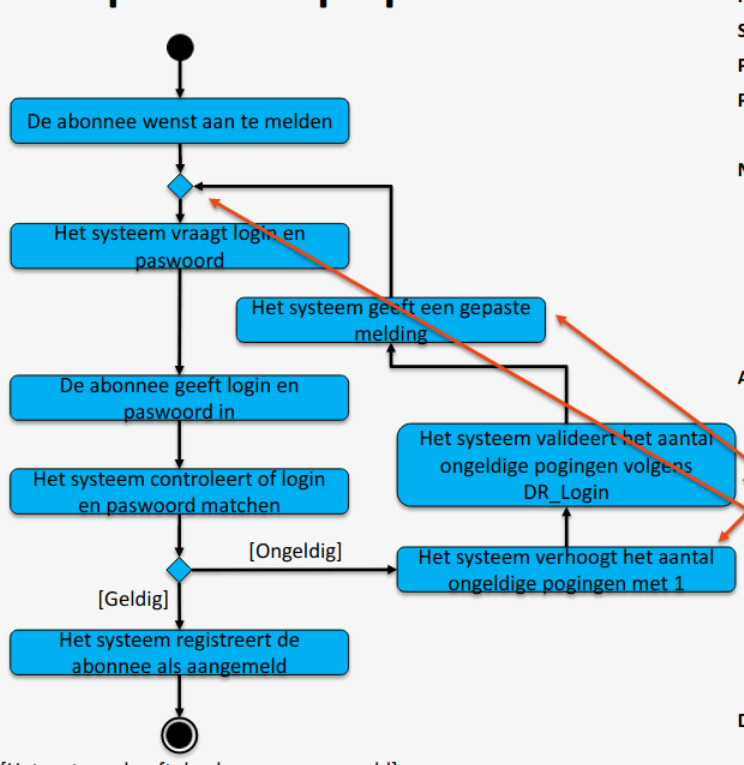 De abonnee wenst aan te melden
Het systeem vraagt login en
paswoord
Het systeem geeft een gepaste
melding
De abonnee geeft login en
paswoord in
Het systeem valideert het aantal
ongeldige pogingen volgens
DR_Login
Het systeem controleert of login
en paswoord matchen
[Ongeldig]
Het systeem verhoogt het aantal
ongeldige pogingen met 1
[Geldig]
Het systeem registreert de
abonnee als aangemeld